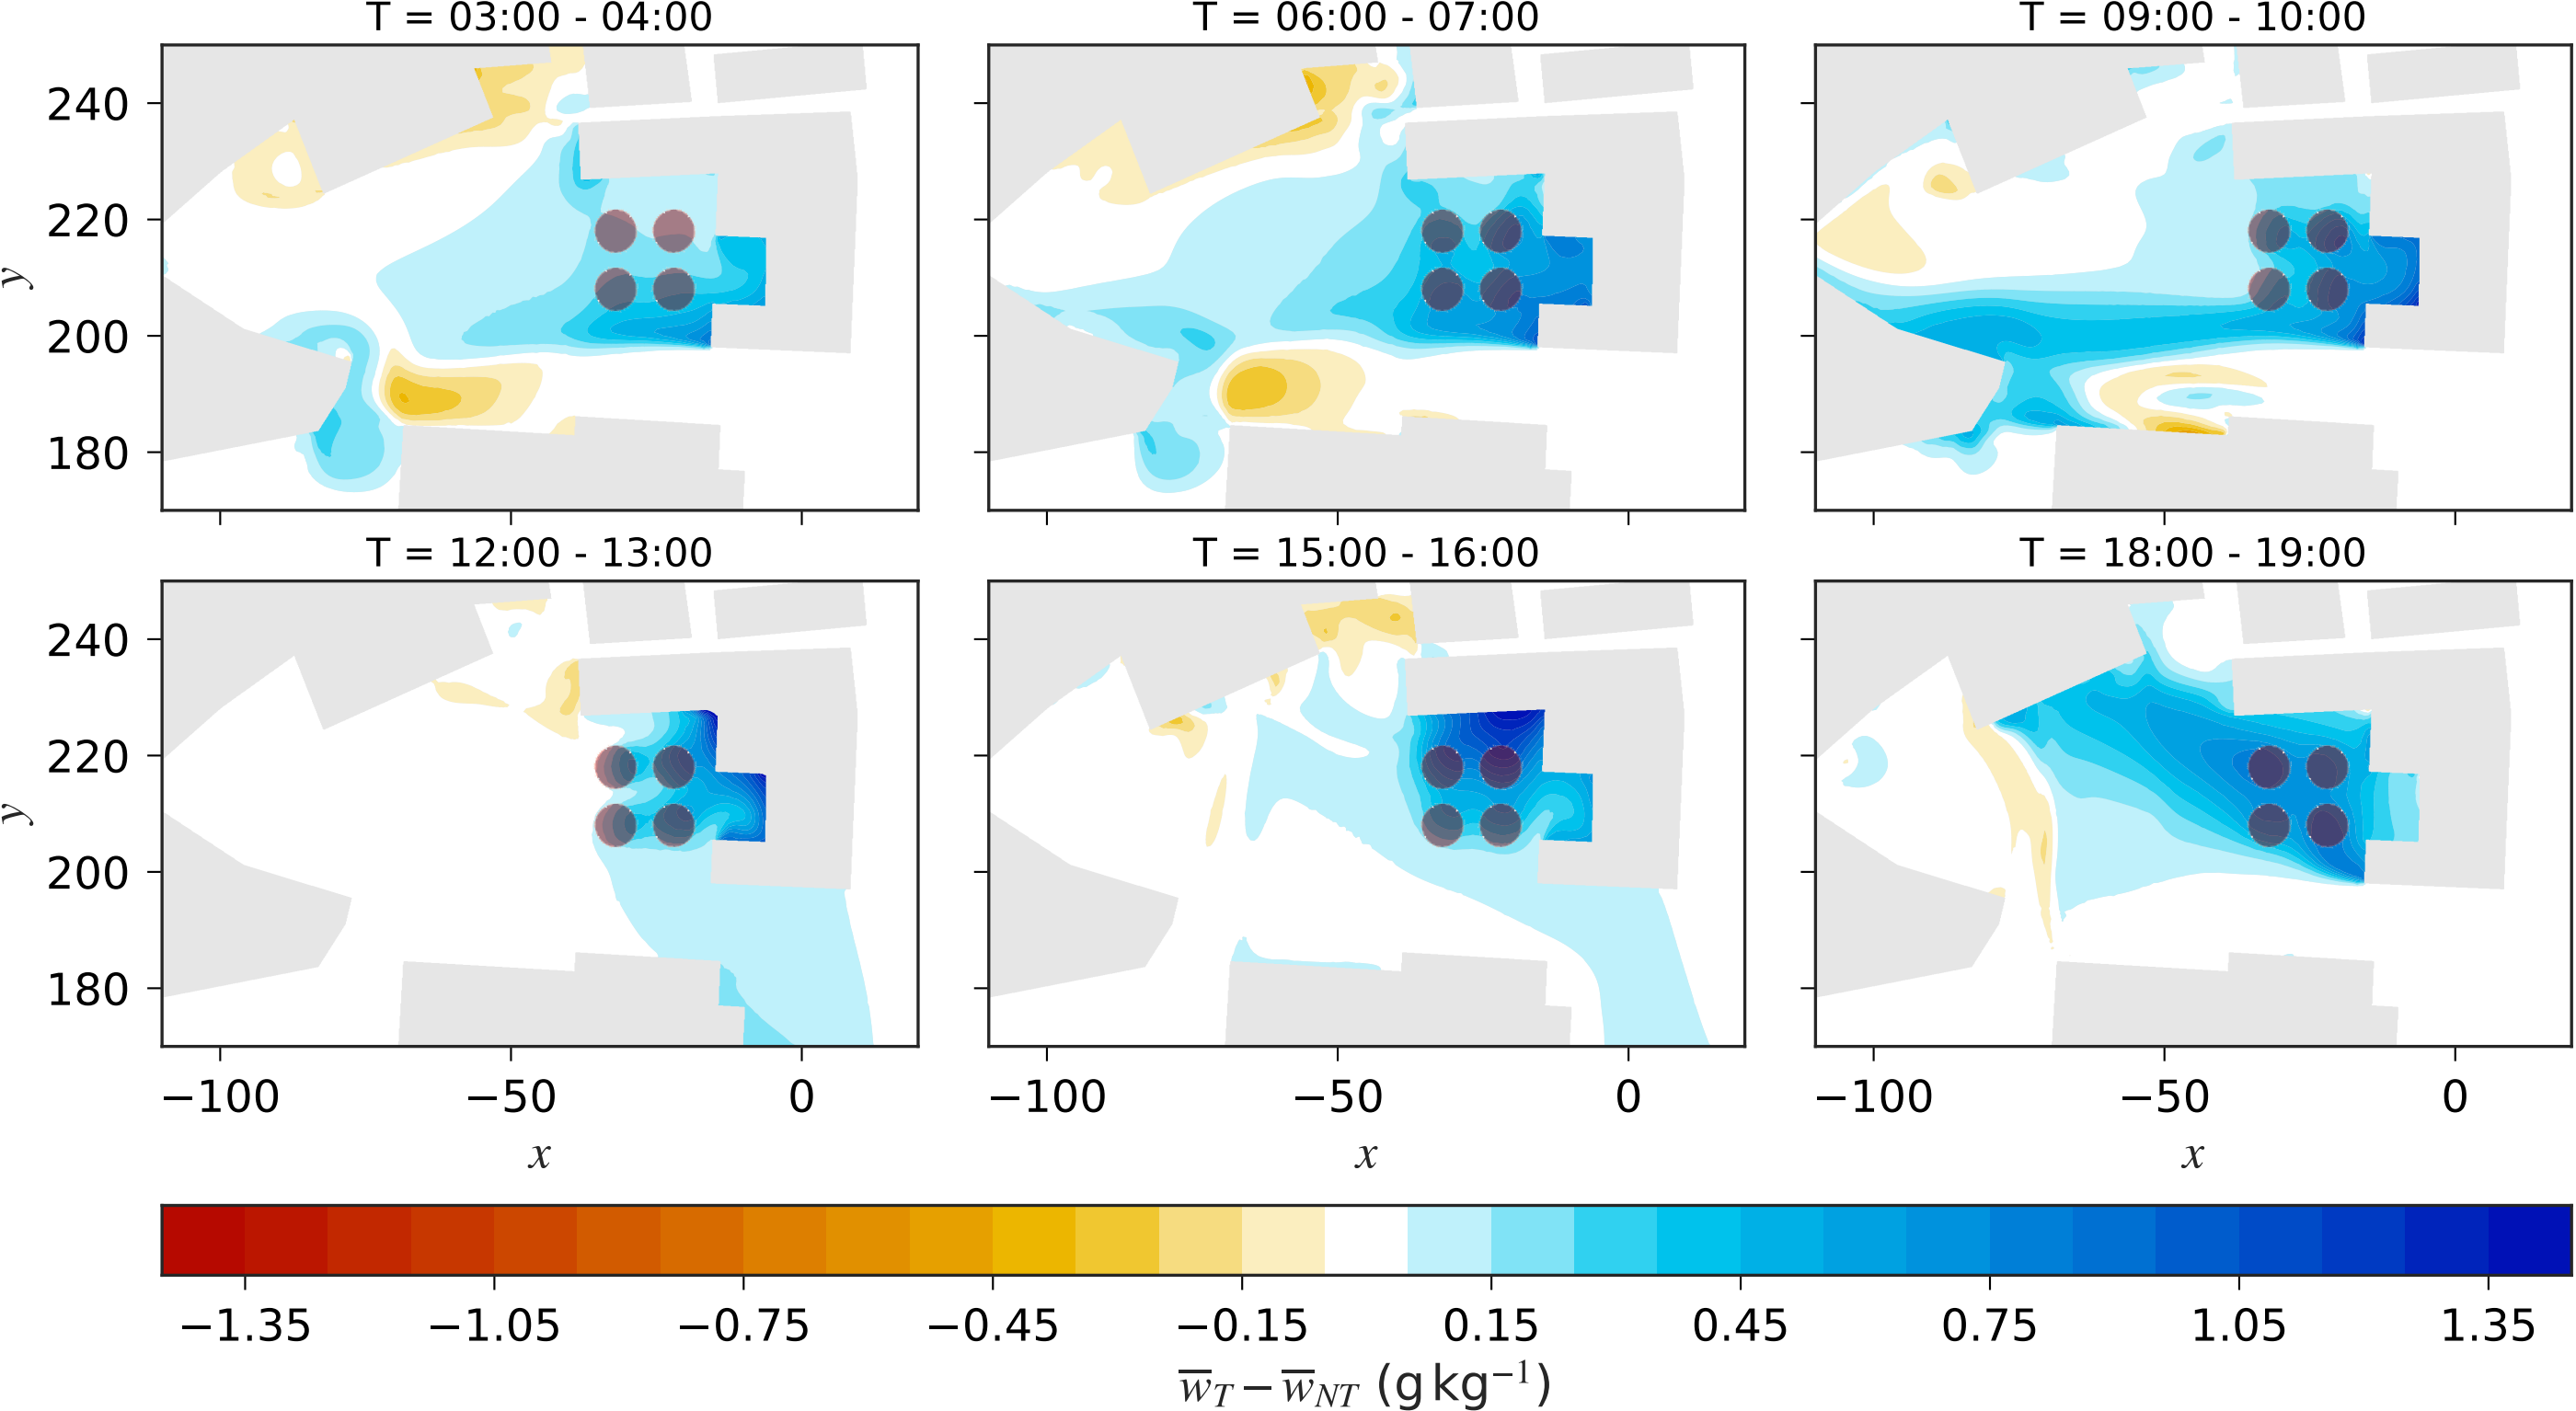 T = 03:00 - 04:00 T = 06:00 - 07:00 T = 09:00 - 10:00
240
220
y
200
180
T = 12:00 - 13:00 T = 15:00 - 16:00 T = 18:00 - 19:00
240
220
y
200
180
−100 −50 0 −100 −50 0 −100 −50 0
x x x
−1.35 −1.05 −0.75 −0.45 −0.15 0.15 0.45 0.75 1.05 1.35
w̅_T − w̅_NT (g kg⁻¹)